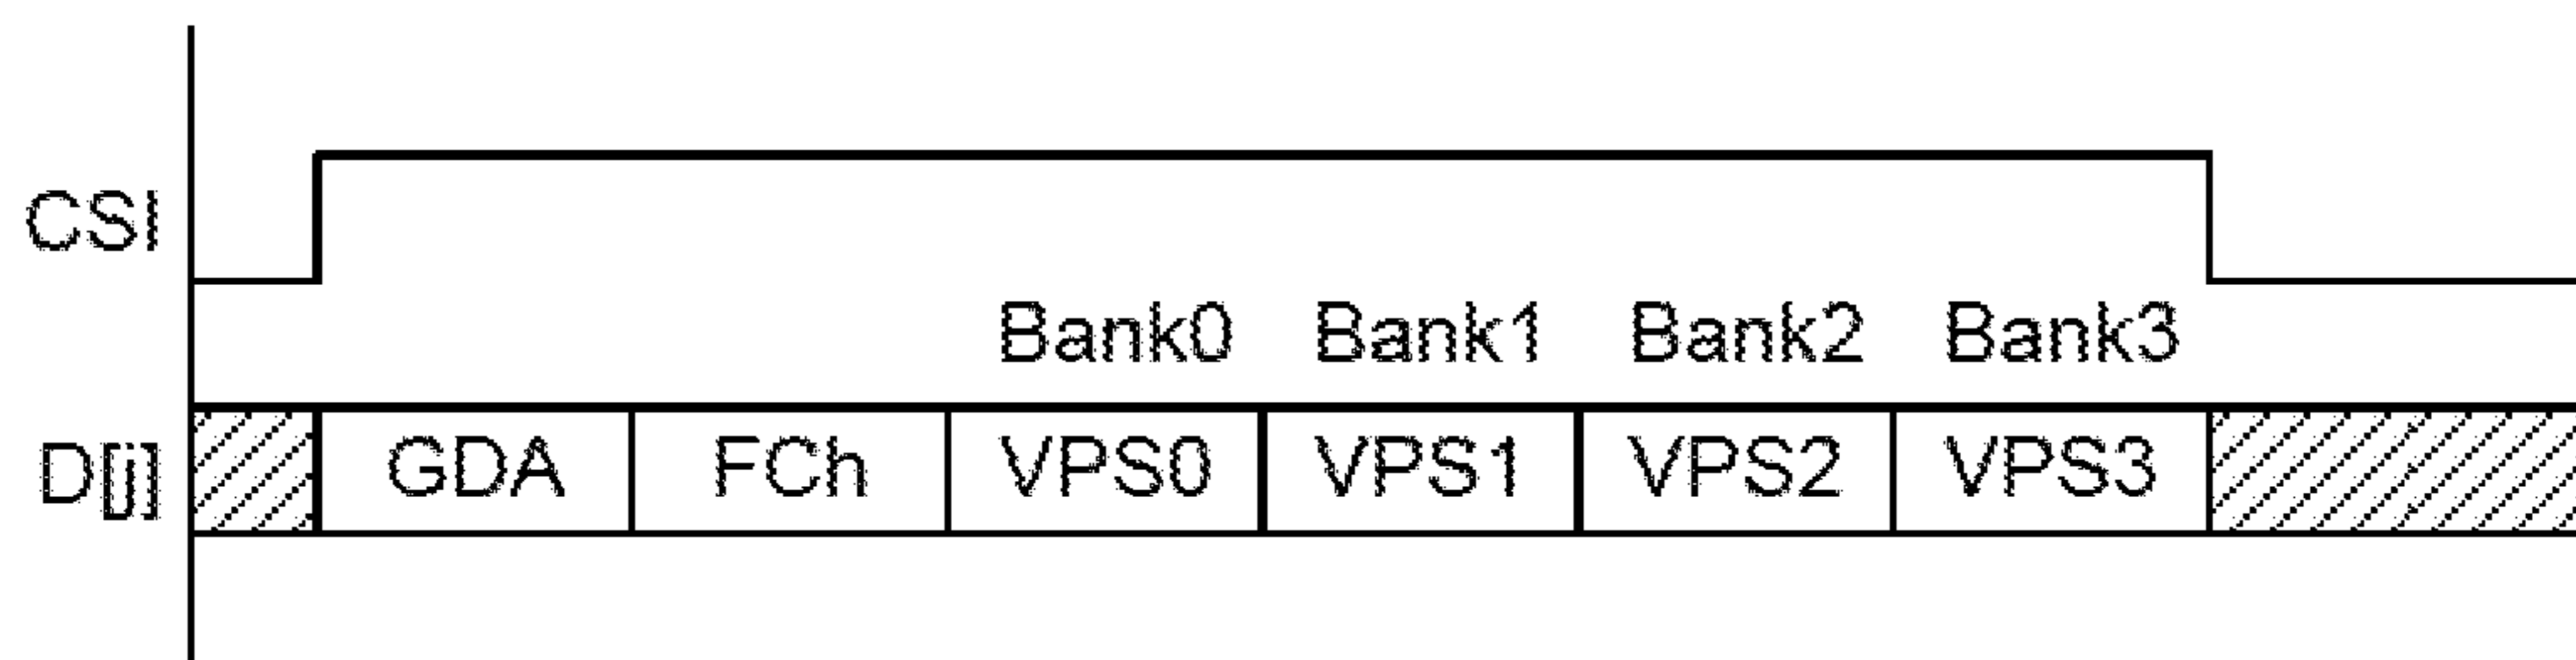 CSI
Bank0 Bank1 Bank2 Bank3
D[j] GDA FCh VPS0 VPS1 VPS2 VPS3